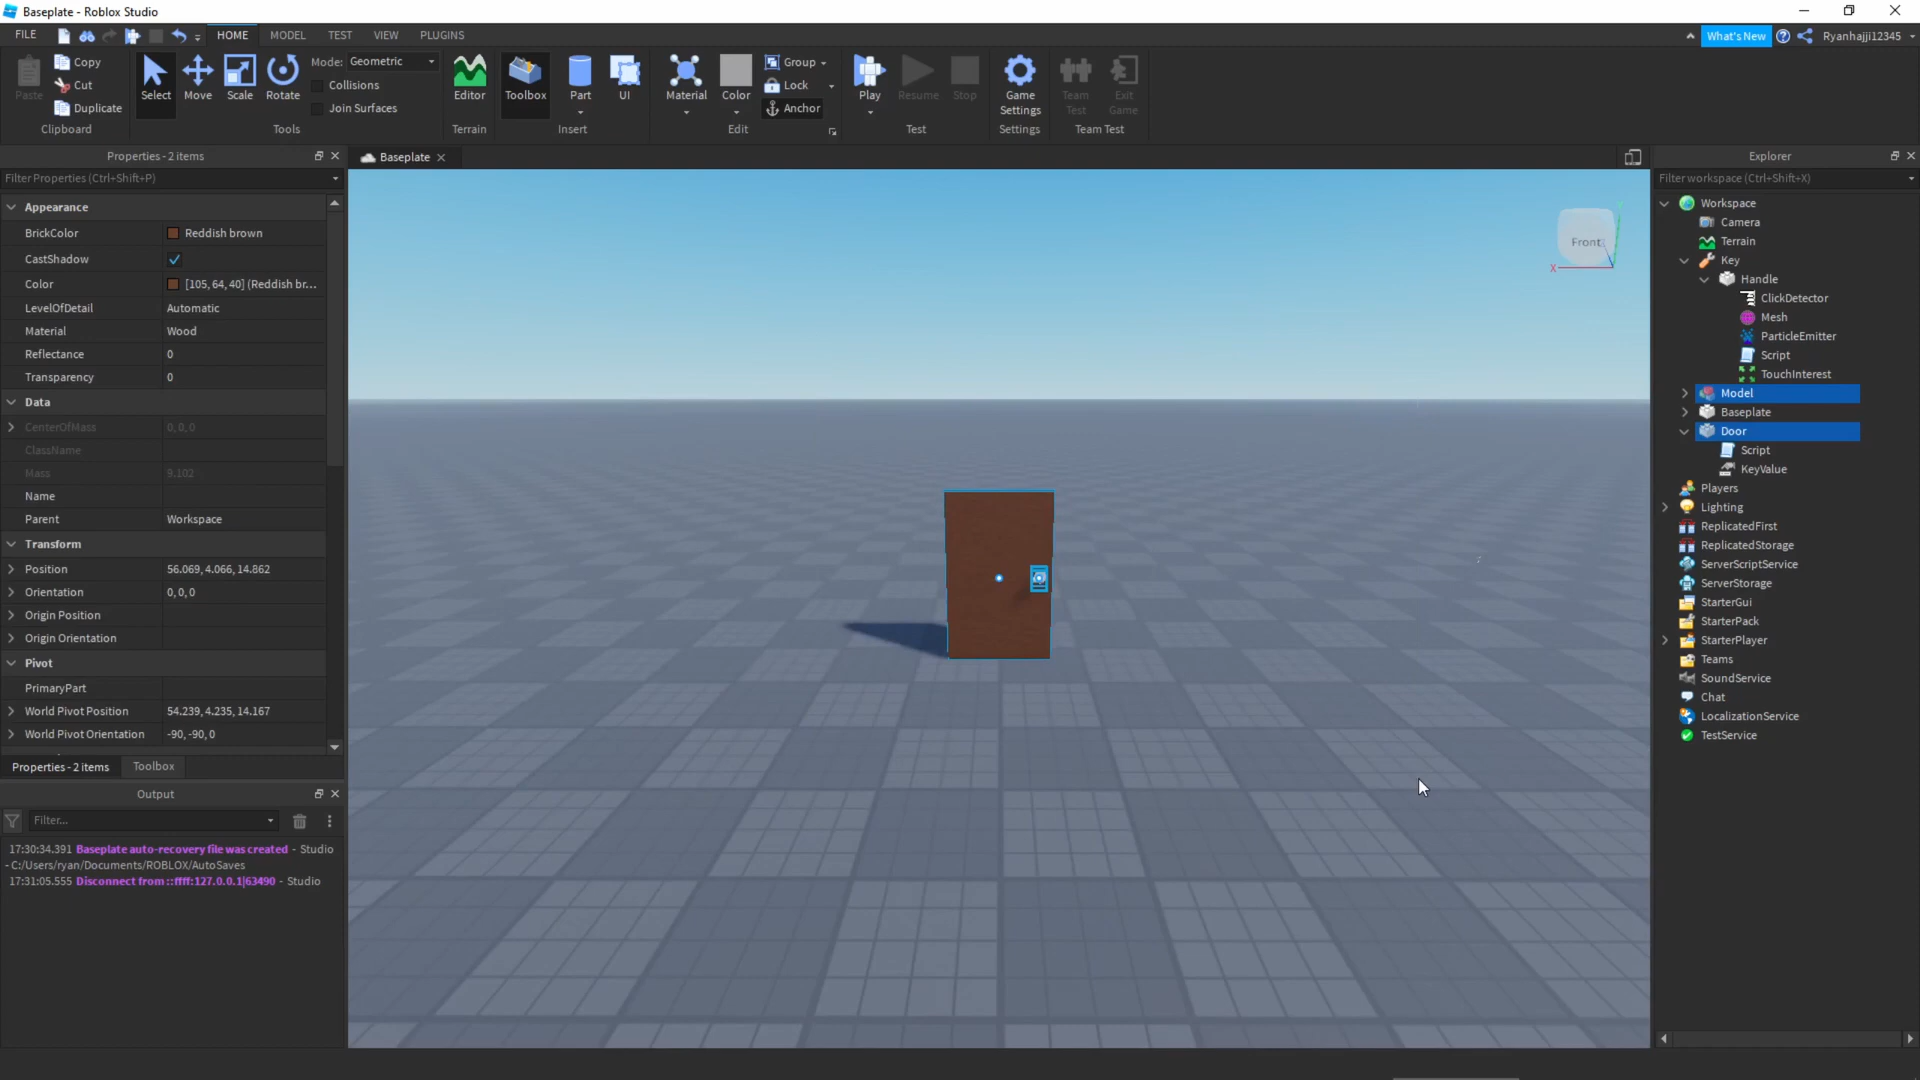 Baseplate - Roblox Studio
FILE HOME MODEL TEST VIEW PLUGINS What's New Ryanhajji12345
Paste Copy Cut Duplicate Clipboard
Select Move Scale Rotate Mode: Geometric Collisions Join Surfaces Tools
Editor Terrain
Toolbox Part UI Insert
Material Color Group Lock Anchor Edit
Play Resume Stop Test
Game Settings Settings
Team Test Exit Game Team Test
Properties - 2 items
Filter Properties (Ctrl+Shift+P)
Appearance
BrickColor Reddish brown
CastShadow
Color [105, 64, 40] (Reddish br...
LevelOfDetail Automatic
Material Wood
Reflectance 0
Transparency 0
Data
CenterOfMass 0, 0, 0
ClassName
Mass 9.102
Name
Parent Workspace
Transform
Position 56.069, 4.066, 14.862
Orientation 0, 0, 0
Origin Position
Origin Orientation
Pivot
PrimaryPart
World Pivot Position 54.239, 4.235, 14.167
World Pivot Orientation -90, -90, 0
Properties - 2 items Toolbox
Output
Filter...
17:30:34.391 Baseplate auto-recovery file was created - Studio
- C:/Users/ryan/Documents/ROBLOX/AutoSaves
17:31:05.555 Disconnect from ::ffff:127.0.0.1|63490 - Studio
Baseplate
Front
X
Explorer
Filter workspace (Ctrl+Shift+X)
Workspace
Camera
Terrain
Key
Handle
ClickDetector
Mesh
ParticleEmitter
Script
TouchInterest
Model
Baseplate
Door
Script
KeyValue
Players
Lighting
ReplicatedFirst
ReplicatedStorage
ServerScriptService
ServerStorage
StarterGui
StarterPack
StarterPlayer
Teams
SoundService
Chat
LocalizationService
TestService